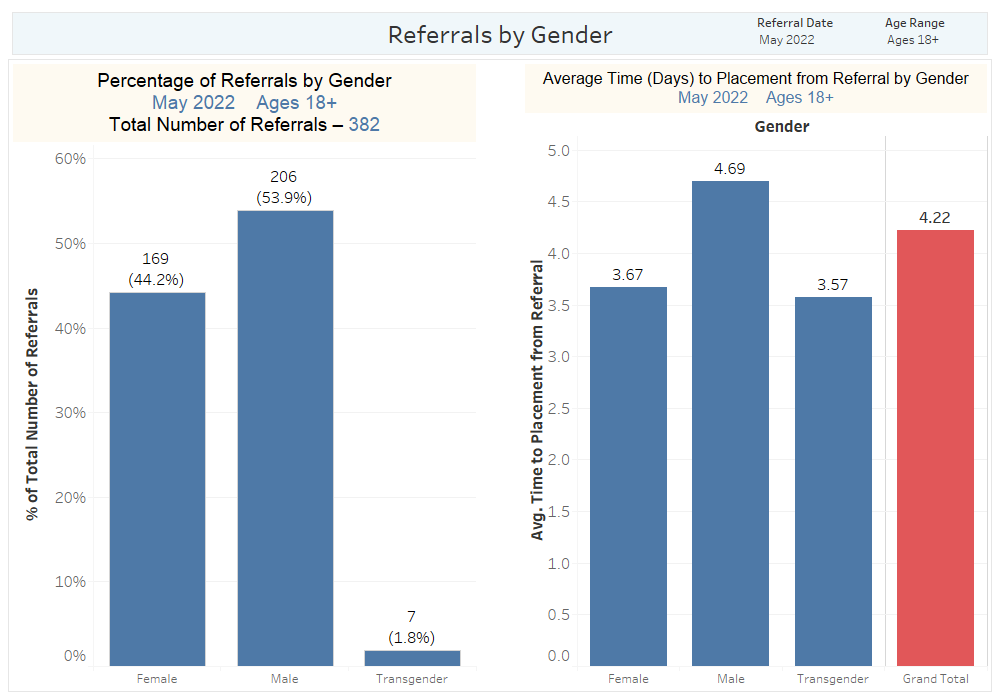 Referrals by Gender
Referral Date
May 2022
Age Range
Ages 18+
Percentage of Referrals by Gender
May 2022 Ages 18+
Total Number of Referrals – 382
% of Total Number of Referrals
60%
50%
40%
30%
20%
10%
0%
169
(44.2%)
206
(53.9%)
7
(1.8%)
Female
Male
Transgender
Average Time (Days) to Placement from Referral by Gender
May 2022 Ages 18+
Gender
Avg. Time to Placement from Referral
5.0
4.5
4.0
3.5
3.0
2.5
2.0
1.5
1.0
0.5
0.0
3.67
4.69
3.57
4.22
Female
Male
Transgender
Grand Total